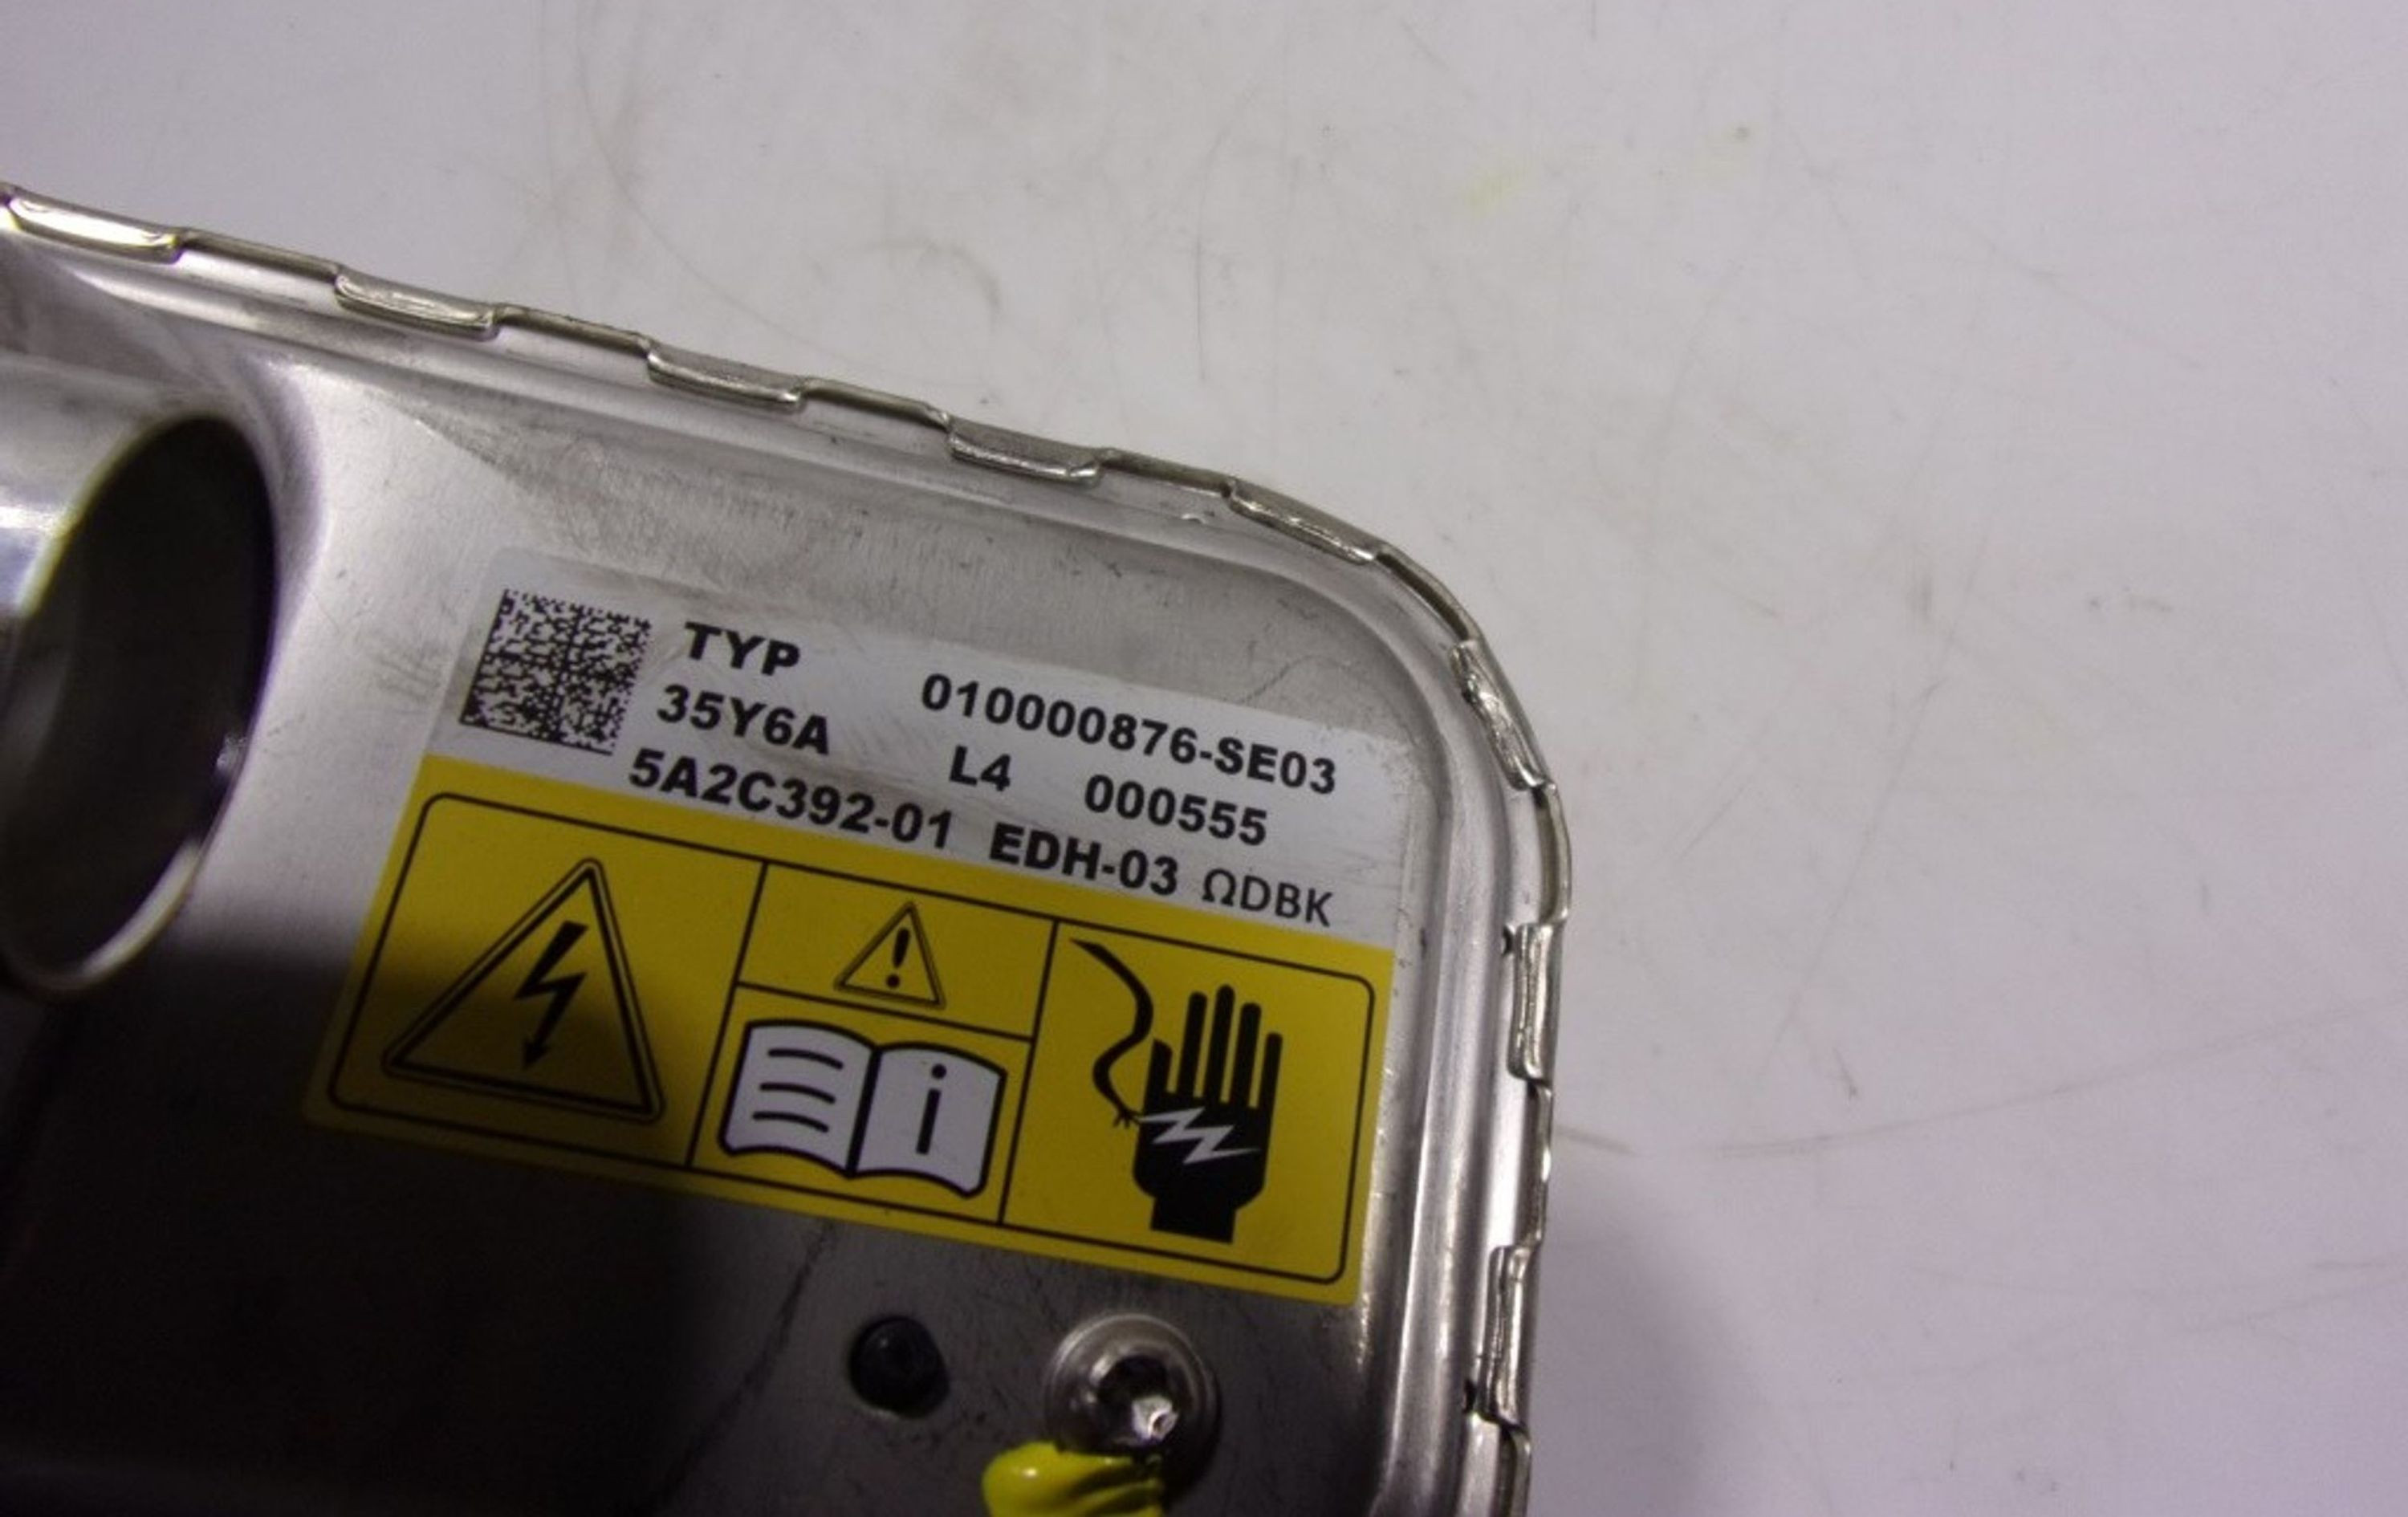 TYP 010000876-SE03
35Y6A L4 000555
5A2C392-01 EDH-03 ΩDBK
i